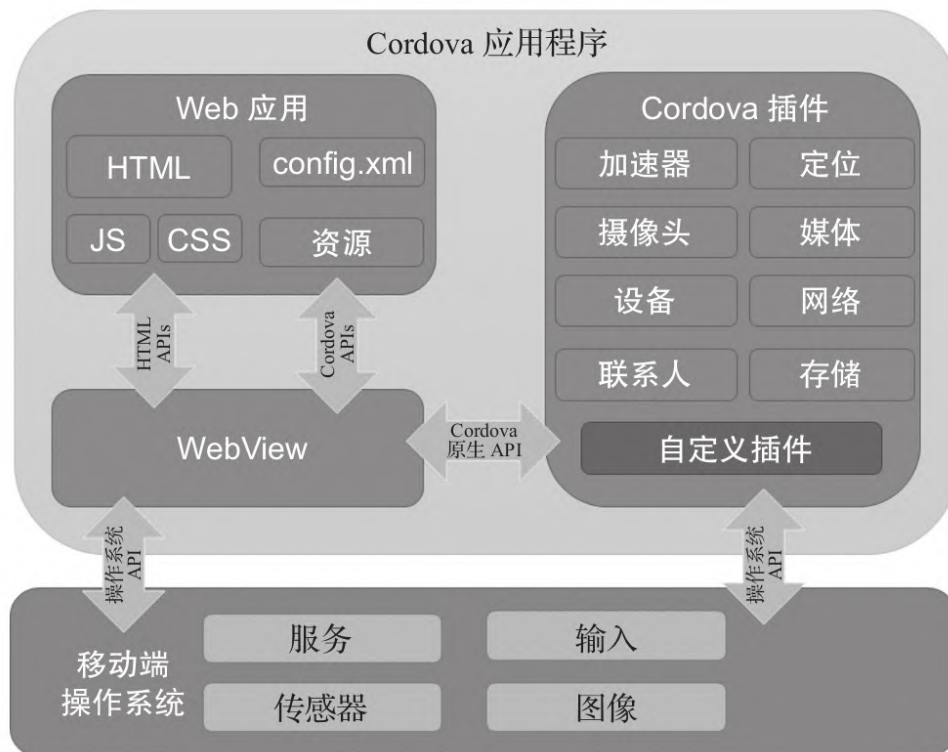 Cordova 应用程序
Web 应用
HTML
config.xml
JS
CSS
资源
HTML
APIs
Cordova
APIs
WebView
Cordova
原生 API
Cordova 插件
加速器
定位
摄像头
媒体
设备
网络
联系人
存储
自定义插件
操作系统
API
操作系统
API
移动端
操作系统
服务
输入
传感器
图像